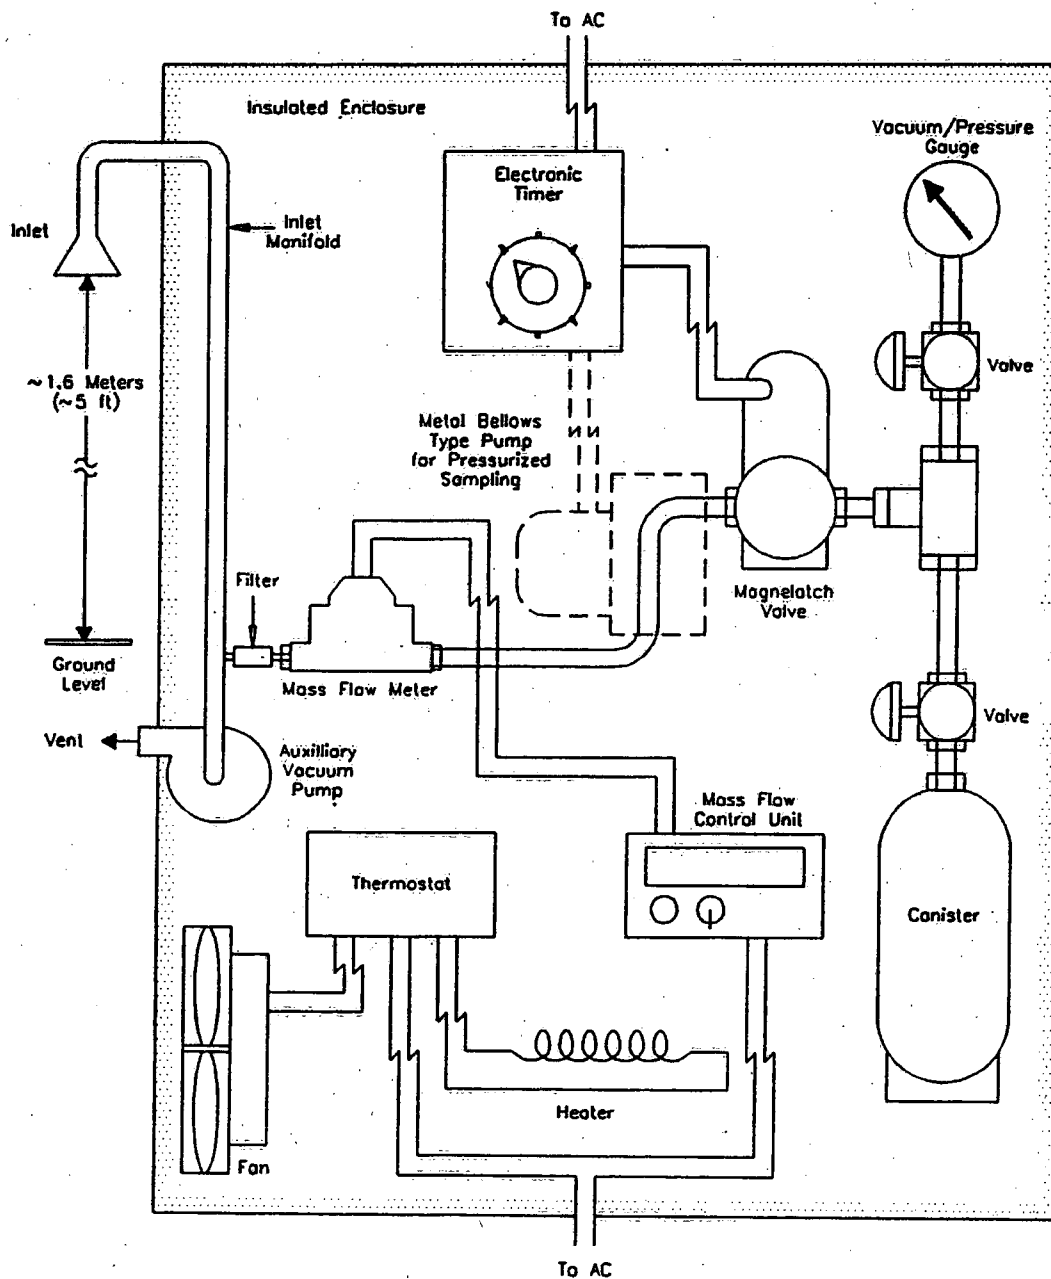 To AC
Insulated Enclosure
Vacuum/Pressure
Gauge
Electronic
Timer
Inlet
Inlet
Manifold
~1.6 Meters
(~5 ft)
Valve
Metal Bellows
Type Pump
for Pressurized
Sampling
Filter
Magnelatch
Valve
Ground
Level
Mass Flow Meter
Valve
Vent
Auxilliary
Vacuum
Pump
Mass Flow
Control Unit
Thermostat
Canister
Heater
Fan
To AC